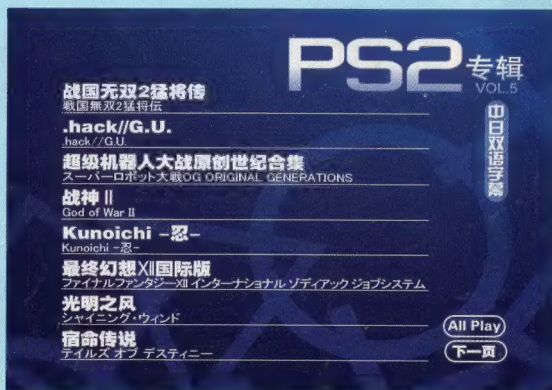 PS2专辑
VOL.5
中日双语字幕
战国无双2猛将传
戦国無双2猛将伝
.hack//G.U.
.hack//G.U.
超级机器人大战原创世纪合集
スーパーロボット大戦OG ORIGINAL GENERATIONS
战神Ⅱ
God of War II
Kunoichi -忍-
Kunoichi -忍-
最终幻想Ⅻ国际版
ファイナルファンタジーXII インターナショナル ゾディアック ジョブシステム
光明之风
シャイニング・ウィンド
宿命传说
テイルズ オブ デスティニー
All Play
下一页